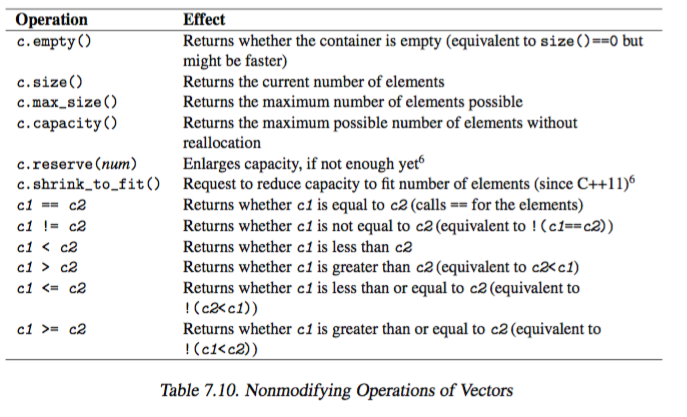 Operation Effect
c.empty() Returns whether the container is empty (equivalent to size()==0 but
might be faster)
c.size() Returns the current number of elements
c.max_size() Returns the maximum number of elements possible
c.capacity() Returns the maximum possible number of elements without
reallocation
c.reserve(num) Enlarges capacity, if not enough yet⁶
c.shrink_to_fit() Request to reduce capacity to fit number of elements (since C++11)⁶
c1 == c2 Returns whether c1 is equal to c2 (calls == for the elements)
c1 != c2 Returns whether c1 is not equal to c2 (equivalent to !(c1==c2))
c1 < c2 Returns whether c1 is less than c2
c1 > c2 Returns whether c1 is greater than c2 (equivalent to c2<c1)
c1 <= c2 Returns whether c1 is less than or equal to c2 (equivalent to
!(c2<c1))
c1 >= c2 Returns whether c1 is greater than or equal to c2 (equivalent to
!(c1<c2))
Table 7.10. Nonmodifying Operations of Vectors